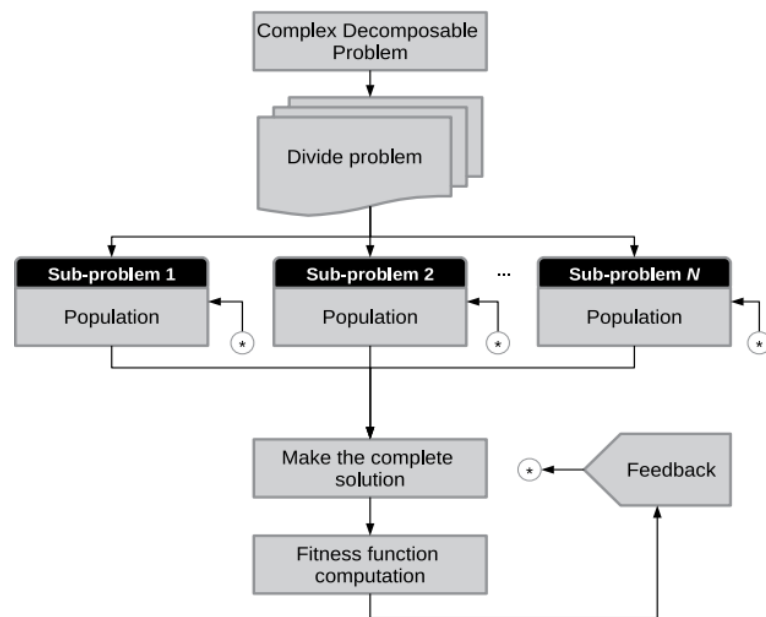 Complex Decomposable
Problem
Divide problem
Sub-problem 1
Sub-problem 2
...
Sub-problem N
Population
*
Population
*
Population
*
Make the complete
solution
*
Feedback
Fitness function
computation